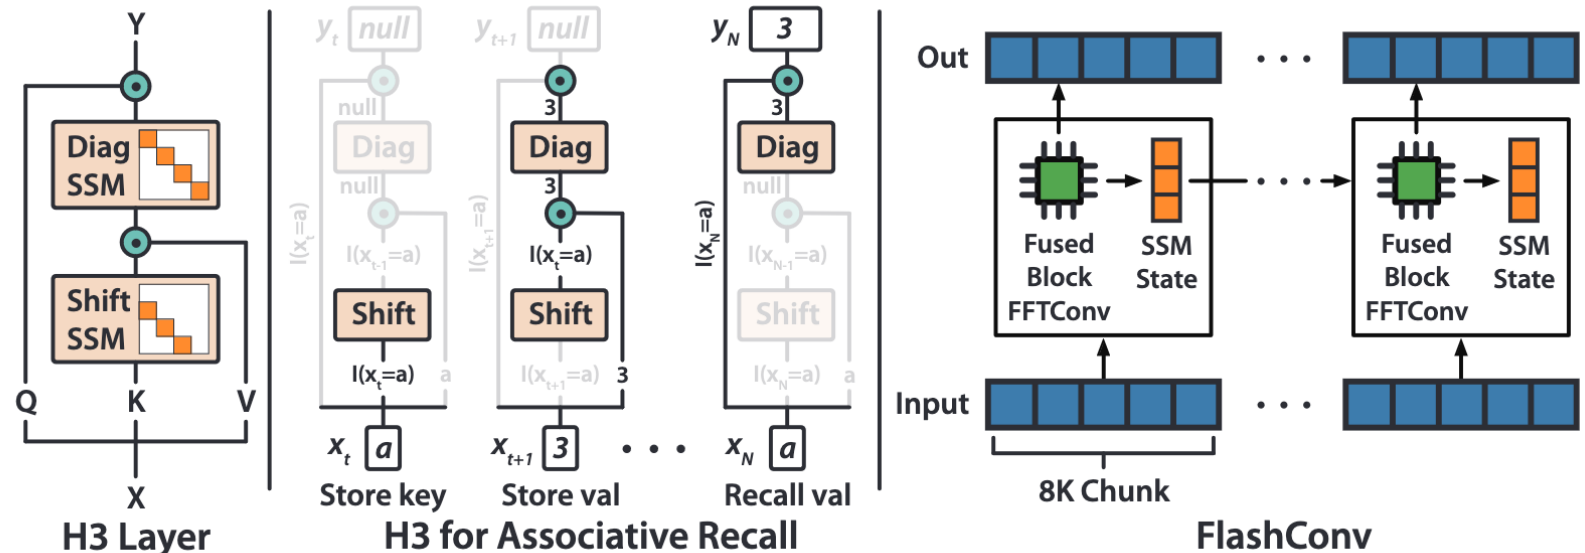 Y
Diag
SSM
Shift
SSM
Q K V
X
H3 Layer
y_t null
null
Diag
null
I(x_t=a)
I(x_{t-1}=a)
Shift
I(x_t=a) a
x_t a
Store key
y_{t+1} null
3
Diag
3
I(x_{t+1}=a)
I(x_t=a)
Shift
I(x_{t+1}=a) 3
x_{t+1} 3
Store val
y_N 3
3
Diag
null
I(x_N=a)
I(x_{N-1}=a)
Shift
I(x_N=a) a
x_N a
Recall val
H3 for Associative Recall
Out
Fused
Block
FFTConv
SSM
State
Fused
Block
FFTConv
SSM
State
Input
8K Chunk
FlashConv